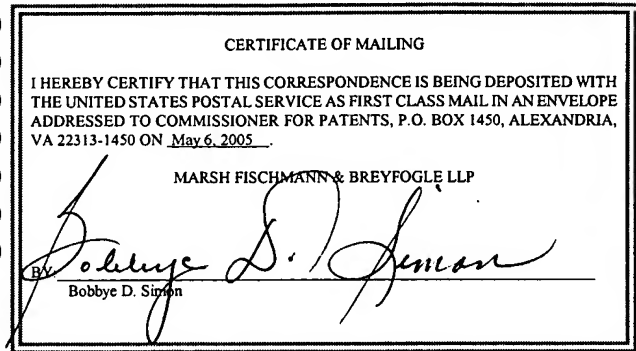 CERTIFICATE OF MAILING
I HEREBY CERTIFY THAT THIS CORRESPONDENCE IS BEING DEPOSITED WITH
THE UNITED STATES POSTAL SERVICE AS FIRST CLASS MAIL IN AN ENVELOPE
ADDRESSED TO COMMISSIONER FOR PATENTS, P.O. BOX 1450, ALEXANDRIA,
VA 22313-1450 ON May 6, 2005 .
MARSH FISCHMANN & BREYFOGLE LLP
BY Bobbye D. Simon
Bobbye D. Simon